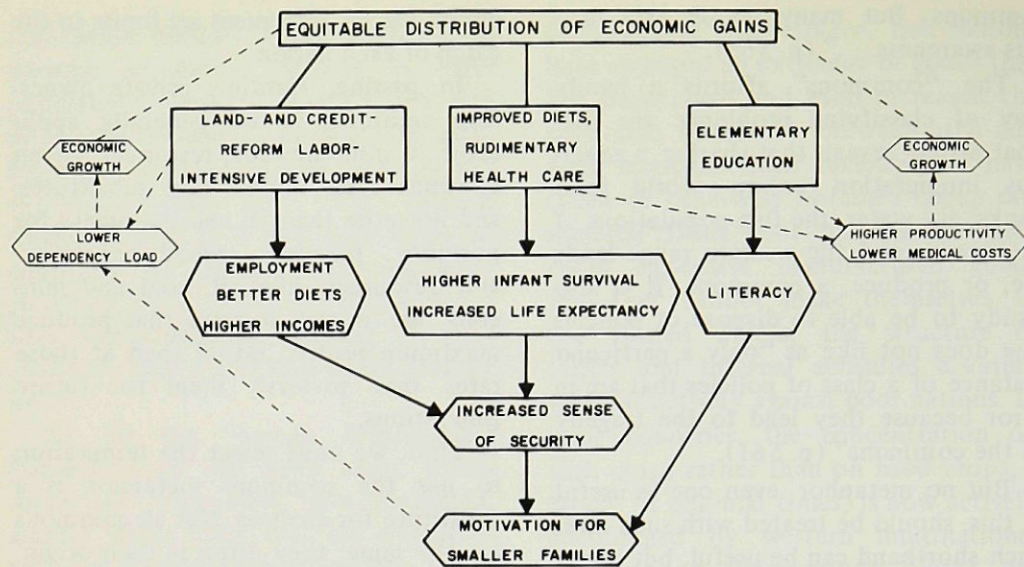 EQUITABLE DISTRIBUTION OF ECONOMIC GAINS
LAND- AND CREDIT-
REFORM LABOR-
INTENSIVE DEVELOPMENT
IMPROVED DIETS,
RUDIMENTARY
HEALTH CARE
ELEMENTARY
EDUCATION
ECONOMIC
GROWTH
ECONOMIC
GROWTH
LOWER
DEPENDENCY LOAD
HIGHER PRODUCTIVITY
LOWER MEDICAL COSTS
EMPLOYMENT
BETTER DIETS
HIGHER INCOMES
HIGHER INFANT SURVIVAL
INCREASED LIFE EXPECTANCY
LITERACY
INCREASED SENSE
OF SECURITY
MOTIVATION FOR
SMALLER FAMILIES